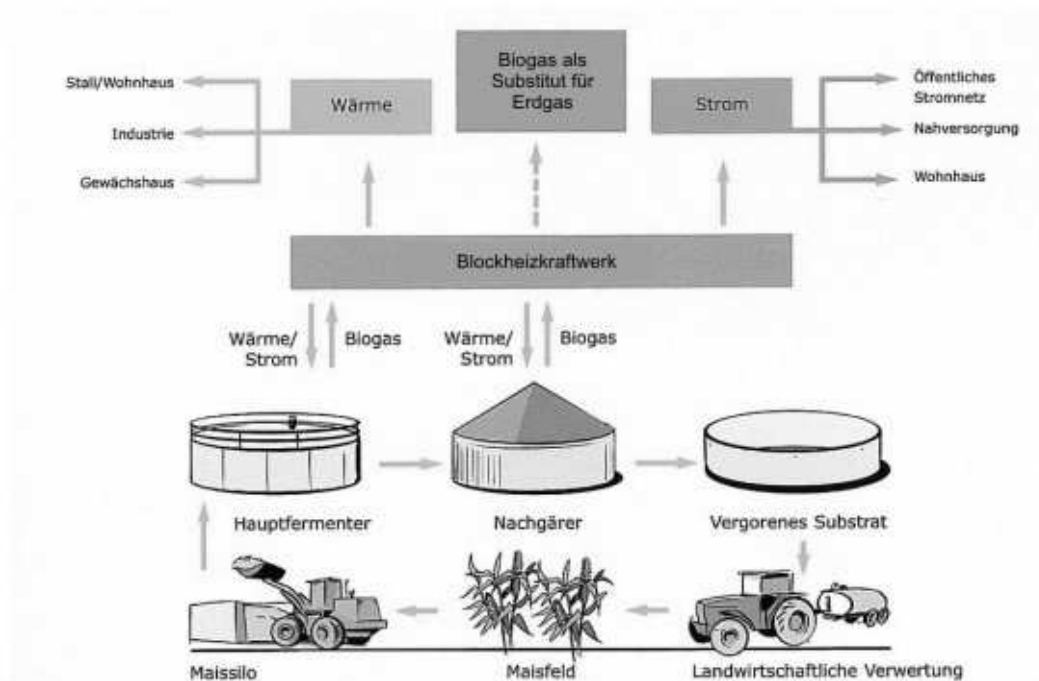 Biogas als
Substitut für
Erdgas
Wärme
Strom
Stall/Wohnhaus
Industrie
Gewächshaus
Öffentliches
Stromnetz
Nahversorgung
Wohnhaus
Blockheizkraftwerk
Wärme/
Strom
Biogas
Wärme/
Strom
Biogas
Hauptfermenter
Nachgärer
Vergorenes Substrat
Maissilo
Maisfeld
Landwirtschaftliche Verwertung